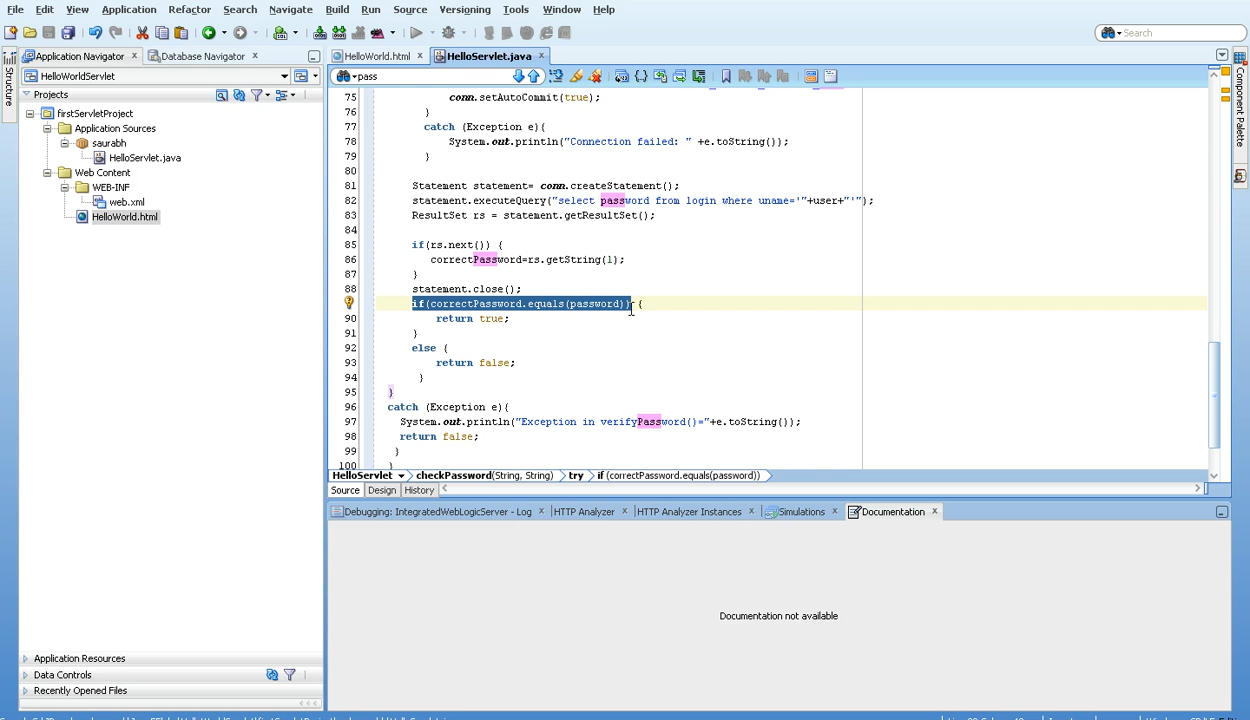 File Edit View Application Refactor Search Navigate Build Run Source Versioning Tools Window Help
Search
Application Navigator × Database Navigator ×
HelloWorldServlet
Projects
firstServletProject
Application Sources
saurabh
HelloServlet.java
Web Content
WEB-INF
web.xml
HelloWorld.html
Application Resources
Data Controls
Recently Opened Files
Structure
HelloWorld.html × HelloServlet.java ×
pass
75 conn.setAutoCommit(true);
76 }
77 catch (Exception e){
78 System.out.println("Connection failed: " +e.toString());
79 }
80
81 Statement statement= conn.createStatement();
82 statement.executeQuery("select password from login where uname='"+user+"'");
83 ResultSet rs = statement.getResultSet();
84
85 if(rs.next()) {
86 correctPassword=rs.getString(1);
87 }
88 statement.close();
if(correctPassword.equals(password)) {
90 return true;
91 }
92 else {
93 return false;
94 }
95 }
96 catch (Exception e){
97 System.out.println("Exception in verifyPassword()="+e.toString());
98 return false;
99 }
100 }
HelloServlet checkPassword(String, String) try if (correctPassword.equals(password))
Source Design History
Debugging: IntegratedWebLogicServer - Log × HTTP Analyzer × HTTP Analyzer Instances × Simulations × Documentation ×
Documentation not available
Component Palette